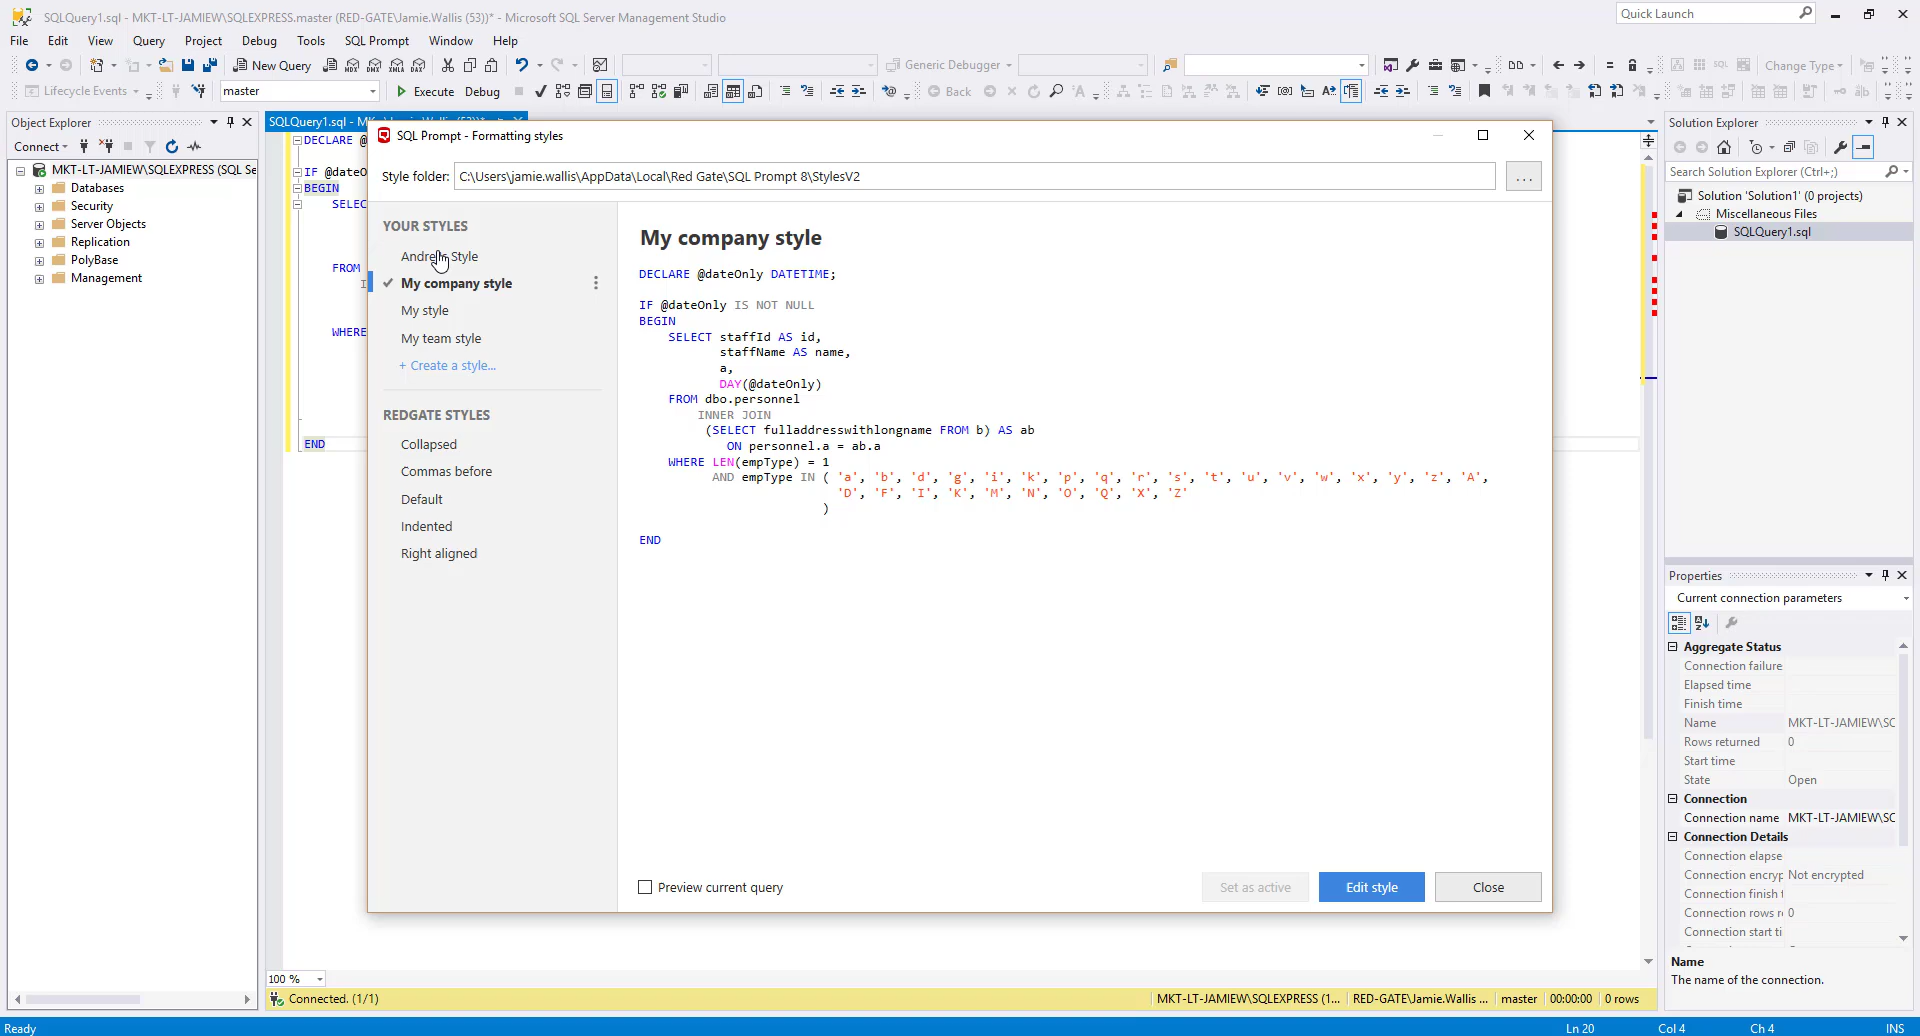 SQLQuery1.sql - MKT-LT-JAMIEW\SQLEXPRESS.master (RED-GATE\Jamie.Wallis (53))* - Microsoft SQL Server Management Studio
Quick Launch
File Edit View Query Project Debug Tools SQL Prompt Window Help
New Query
Generic Debugger
Change Type
Lifecycle Events
master
Execute Debug
Back
Object Explorer
Connect
MKT-LT-JAMIEW\SQLEXPRESS (SQL Se
Databases
Security
Server Objects
Replication
PolyBase
Management
SQLQuery1.sql - M
DECLARE @
IF @dateO
BEGIN
SELEC
FROM
I
WHERE
END
SQL Prompt - Formatting styles
Style folder: C:\Users\jamie.wallis\AppData\Local\Red Gate\SQL Prompt 8\StylesV2 ...
YOUR STYLES
Style
My company style
My style
My team style
+ Create a style...
REDGATE STYLES
Collapsed
Commas before
Default
Indented
Right aligned
My company style
DECLARE @dateOnly DATETIME;
IF @dateOnly IS NOT NULL
BEGIN
SELECT staffId AS id,
staffName AS name,
a,
DAY(@dateOnly)
FROM dbo.personnel
INNER JOIN
(SELECT fulladdresswithlongname FROM b) AS ab
ON personnel.a = ab.a
WHERE LEN(empType) = 1
AND empType IN ( 'a', 'b', 'd', 'g', 'i', 'k', 'p', 'q', 'r', 's', 't', 'u', 'v', 'w', 'x', 'y', 'z', 'A',
'D', 'F', 'I', 'K', 'M', 'N', 'O', 'Q', 'X', 'Z'
)
END
Preview current query
Set as active Edit style Close
100 %
Connected. (1/1)
MKT-LT-JAMIEW\SQLEXPRESS (1... RED-GATE\Jamie.Wallis ... master 00:00:00 0 rows
Solution Explorer
Search Solution Explorer (Ctrl+;)
Solution 'Solution1' (0 projects)
Miscellaneous Files
SQLQuery1.sql
Properties
Current connection parameters
Aggregate Status
Connection failure
Elapsed time
Finish time
Name MKT-LT-JAMIEW\SC
Rows returned 0
Start time
State Open
Connection
Connection name MKT-LT-JAMIEW\SC
Connection Details
Connection elapse
Connection encryp Not encrypted
Connection finish t
Connection rows re 0
Connection start ti
Name
The name of the connection.
Ready
Ln 20 Col 4 Ch 4 INS